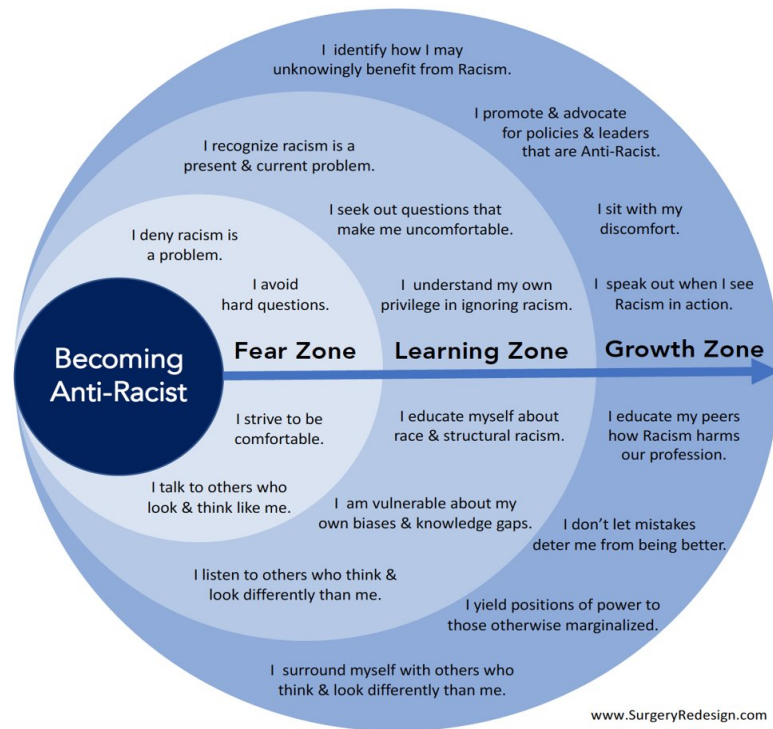 I identify how I may
unknowingly benefit from Racism.
I promote & advocate
for policies & leaders
that are Anti-Racist.
I recognize racism is a
present & current problem.
I seek out questions that
make me uncomfortable.
I sit with my
discomfort.
I deny racism is
a problem.
I avoid
hard questions.
I understand my own
privilege in ignoring racism.
I speak out when I see
Racism in action.
Becoming
Anti-Racist
Fear Zone
Learning Zone
Growth Zone
I strive to be
comfortable.
I educate myself about
race & structural racism.
I educate my peers
how Racism harms
our profession.
I talk to others who
look & think like me.
I am vulnerable about my
own biases & knowledge gaps.
I don’t let mistakes
deter me from being better.
I listen to others who think &
look differently than me.
I yield positions of power to
those otherwise marginalized.
I surround myself with others who
think & look differently than me.
www.SurgeryRedesign.com